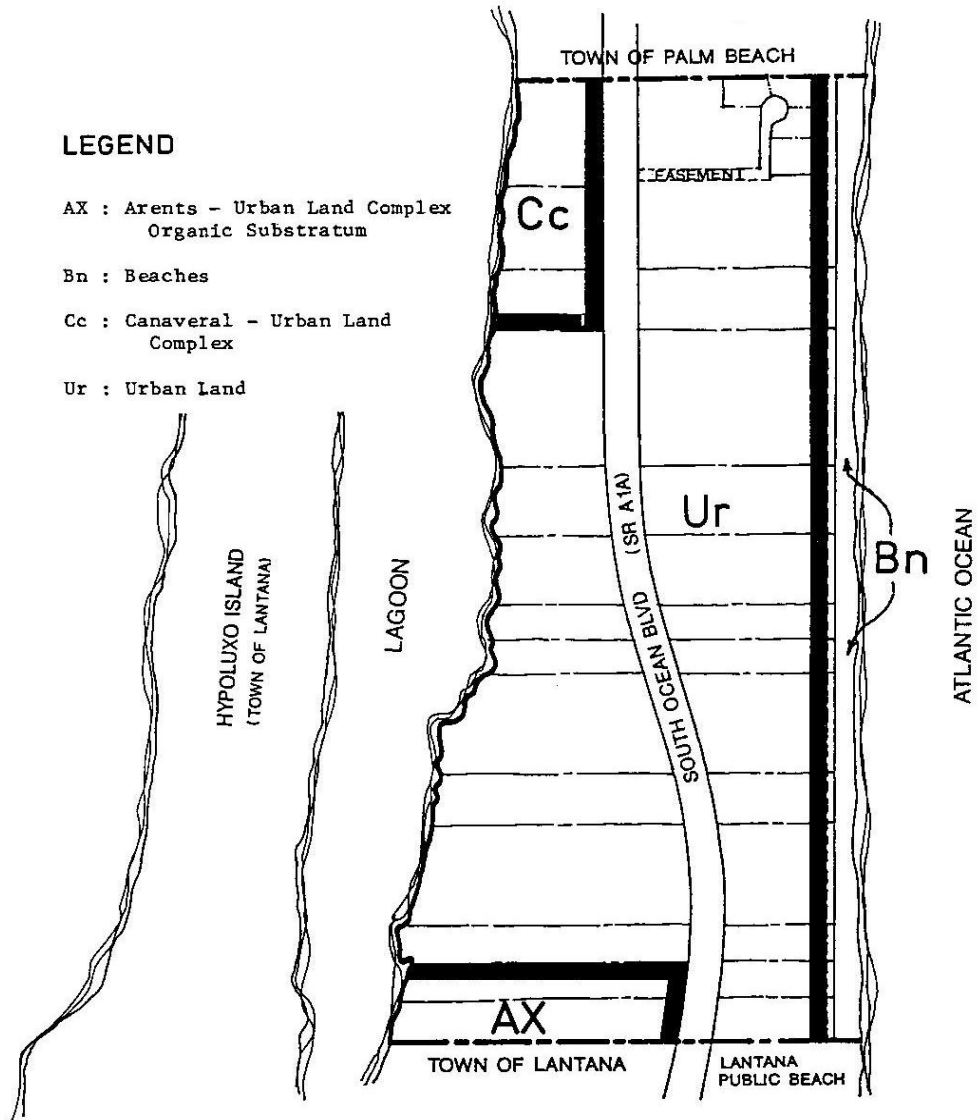 TOWN OF PALM BEACH
LEGEND
AX : Arents - Urban Land Complex
Organic Substratum
Bn : Beaches
Cc : Canaveral - Urban Land
Complex
Ur : Urban Land
EASEMENT
Cc
Ur
Bn
(SR A1A)
SOUTH OCEAN BLVD
HYPOLUXO ISLAND
(TOWN OF LANTANA)
LAGOON
ATLANTIC OCEAN
AX
TOWN OF LANTANA
LANTANA
PUBLIC BEACH